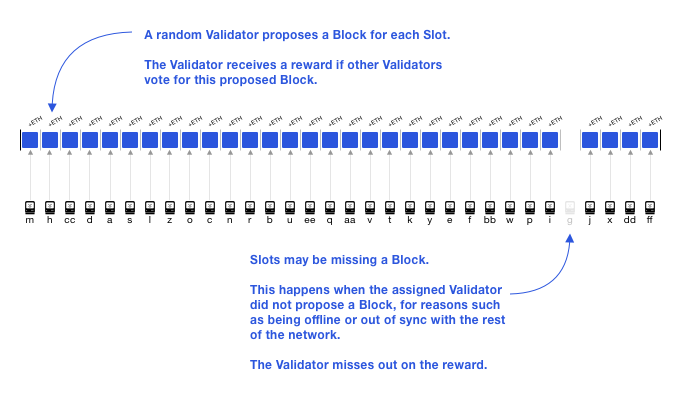 A random Validator proposes a Block for each Slot.
The Validator receives a reward if other Validators
vote for this proposed Block.
+ETH +ETH +ETH +ETH +ETH +ETH +ETH +ETH +ETH +ETH +ETH +ETH +ETH +ETH +ETH +ETH +ETH +ETH +ETH +ETH +ETH +ETH +ETH +ETH +ETH +ETH +ETH +ETH +ETH +ETH +ETH
m h cc d a s l z o c n r b u ee q aa v t k y e f bb w p i g j x dd ff
Slots may be missing a Block.
This happens when the assigned Validator
did not propose a Block, for reasons such
as being offline or out of sync with the rest
of the network.
The Validator misses out on the reward.